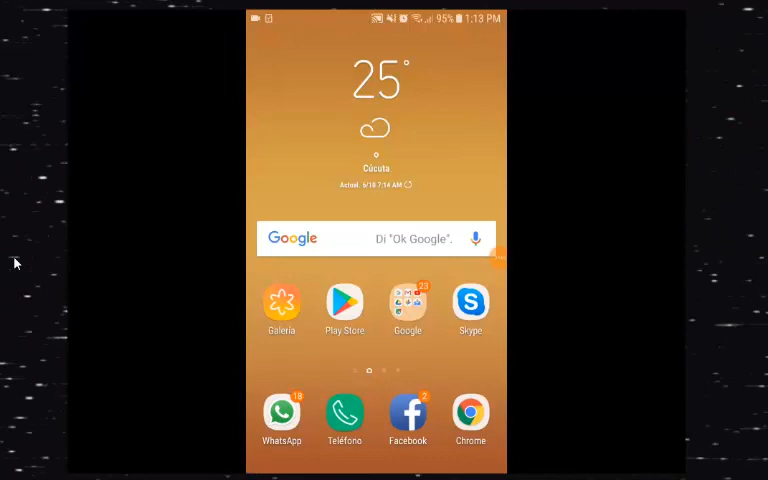 95% 1:13 PM
25°
Cúcuta
Actual. 6/18 7:14 AM
Google Di "Ok Google".
23
Galería Play Store Google Skype
18 2
WhatsApp Teléfono Facebook Chrome